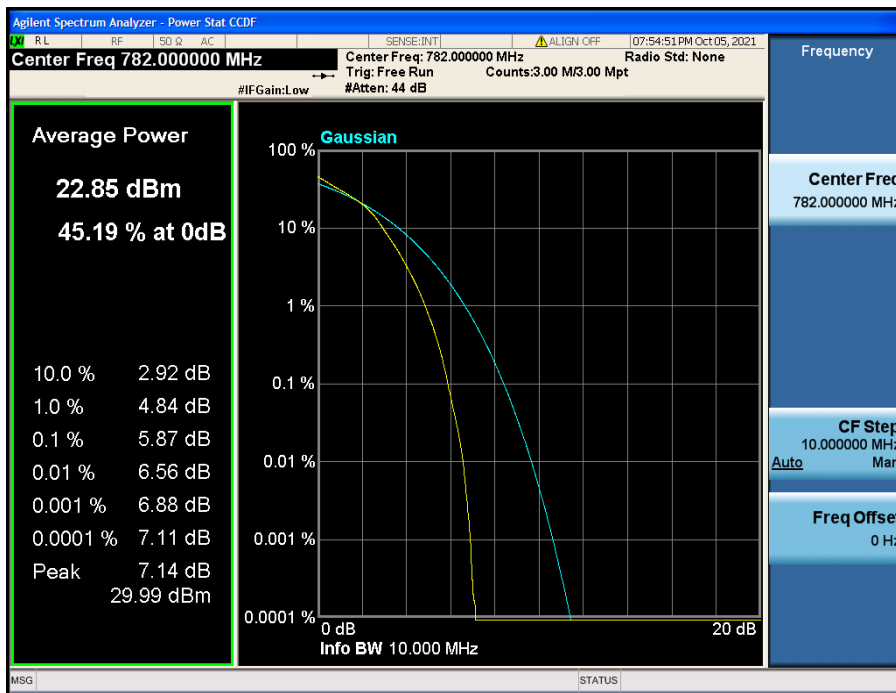 Agilent Spectrum Analyzer - Power Stat CCDF
LXI RL RF 50 Ω AC SENSE:INT ALIGN OFF 07:54:51 PM Oct 05, 2021
Center Freq 782.000000 MHz
Center Freq: 782.000000 MHz Radio Std: None
Trig: Free Run Counts:3.00 M/3.00 Mpt
#IFGain:Low #Atten: 44 dB
Frequency
Average Power
22.85 dBm
45.19 % at 0dB
10.0 % 2.92 dB
1.0 % 4.84 dB
0.1 % 5.87 dB
0.01 % 6.56 dB
0.001 % 6.88 dB
0.0001 % 7.11 dB
Peak 7.14 dB
29.99 dBm
Gaussian
100 %
10 %
1 %
0.1 %
0.01 %
0.001 %
0.0001 %
0 dB 20 dB
Info BW 10.000 MHz
Center Freq
782.000000 MHz
CF Step
10.000000 MHz
Auto Man
Freq Offset
0 Hz
MSG STATUS